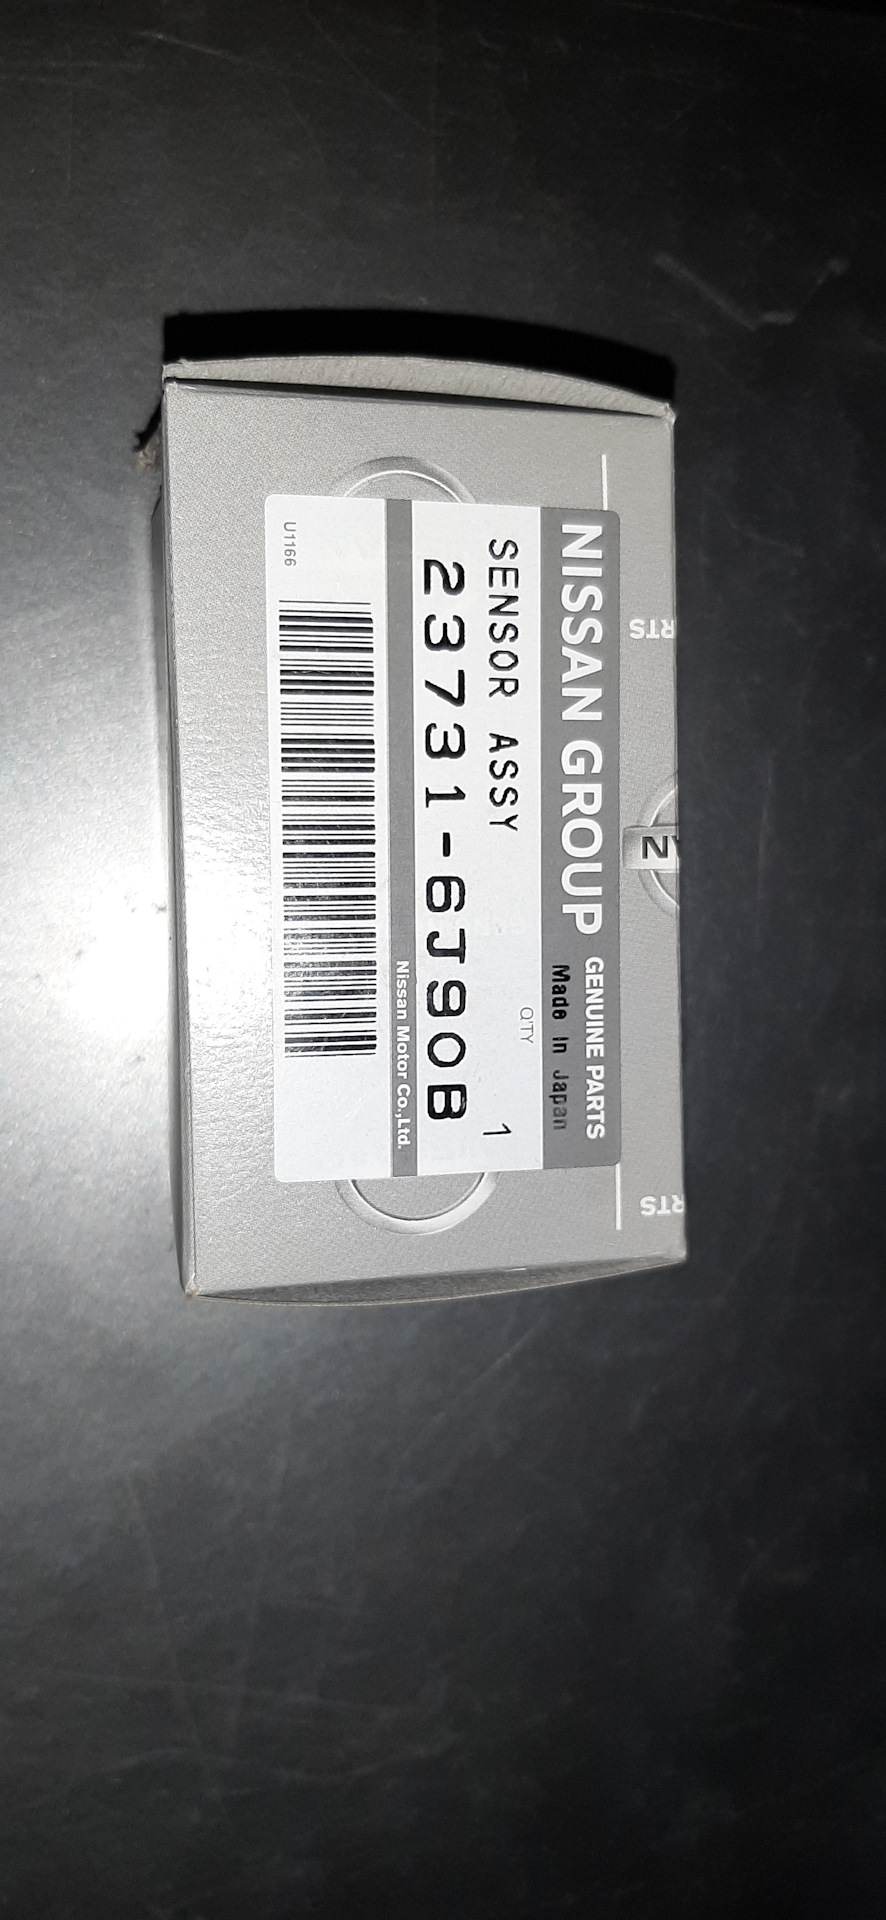 NISSAN GROUP GENUINE PARTS
Made In Japan
SENSOR ASSY
QTY
1
23731-6J90B
Nissan Motor Co.,Ltd.
U1166
RTS
RTS